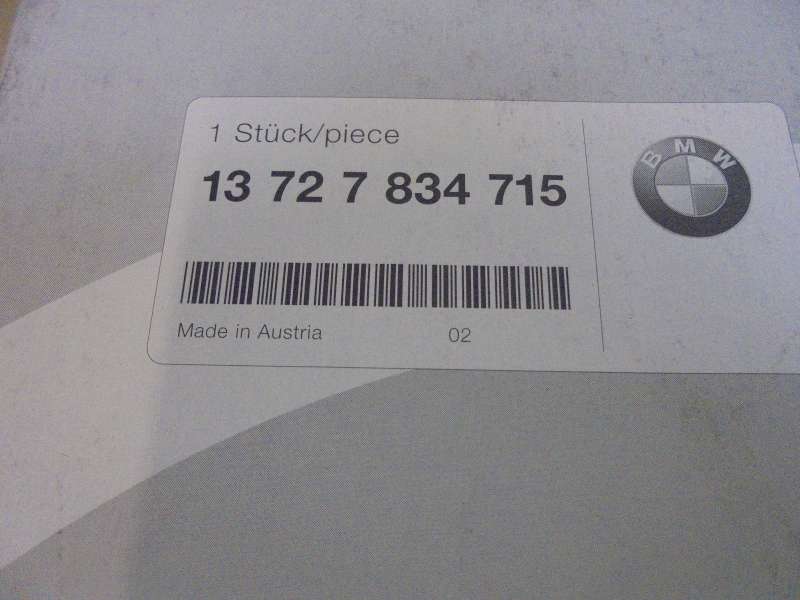 1 Stück/piece
13 72 7 834 715
BMW
Made in Austria 02